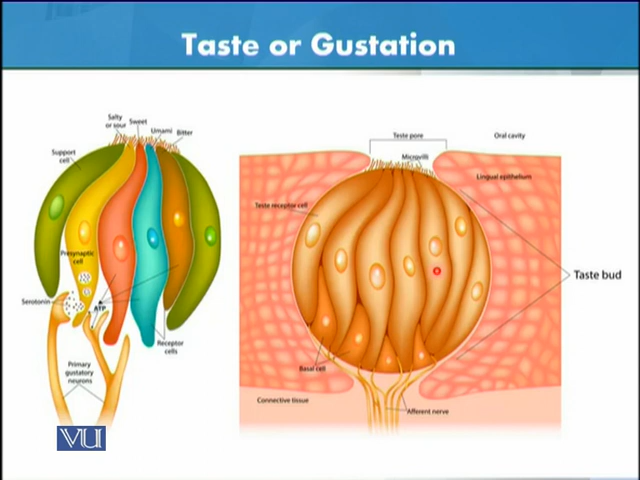 Taste or Gustation
Salty
or sour
Sweet
Umami
Bitter
Support
cell
Presynaptic
cell
Serotonin
ATP
Receptor
cells
Primary
gustatory
neurons
VU
Teste pore
Oral cavity
Microvilli
Lingual epithelium
Teste receptor cell
Taste bud
Basal cell
Connective tissue
Afferent nerve